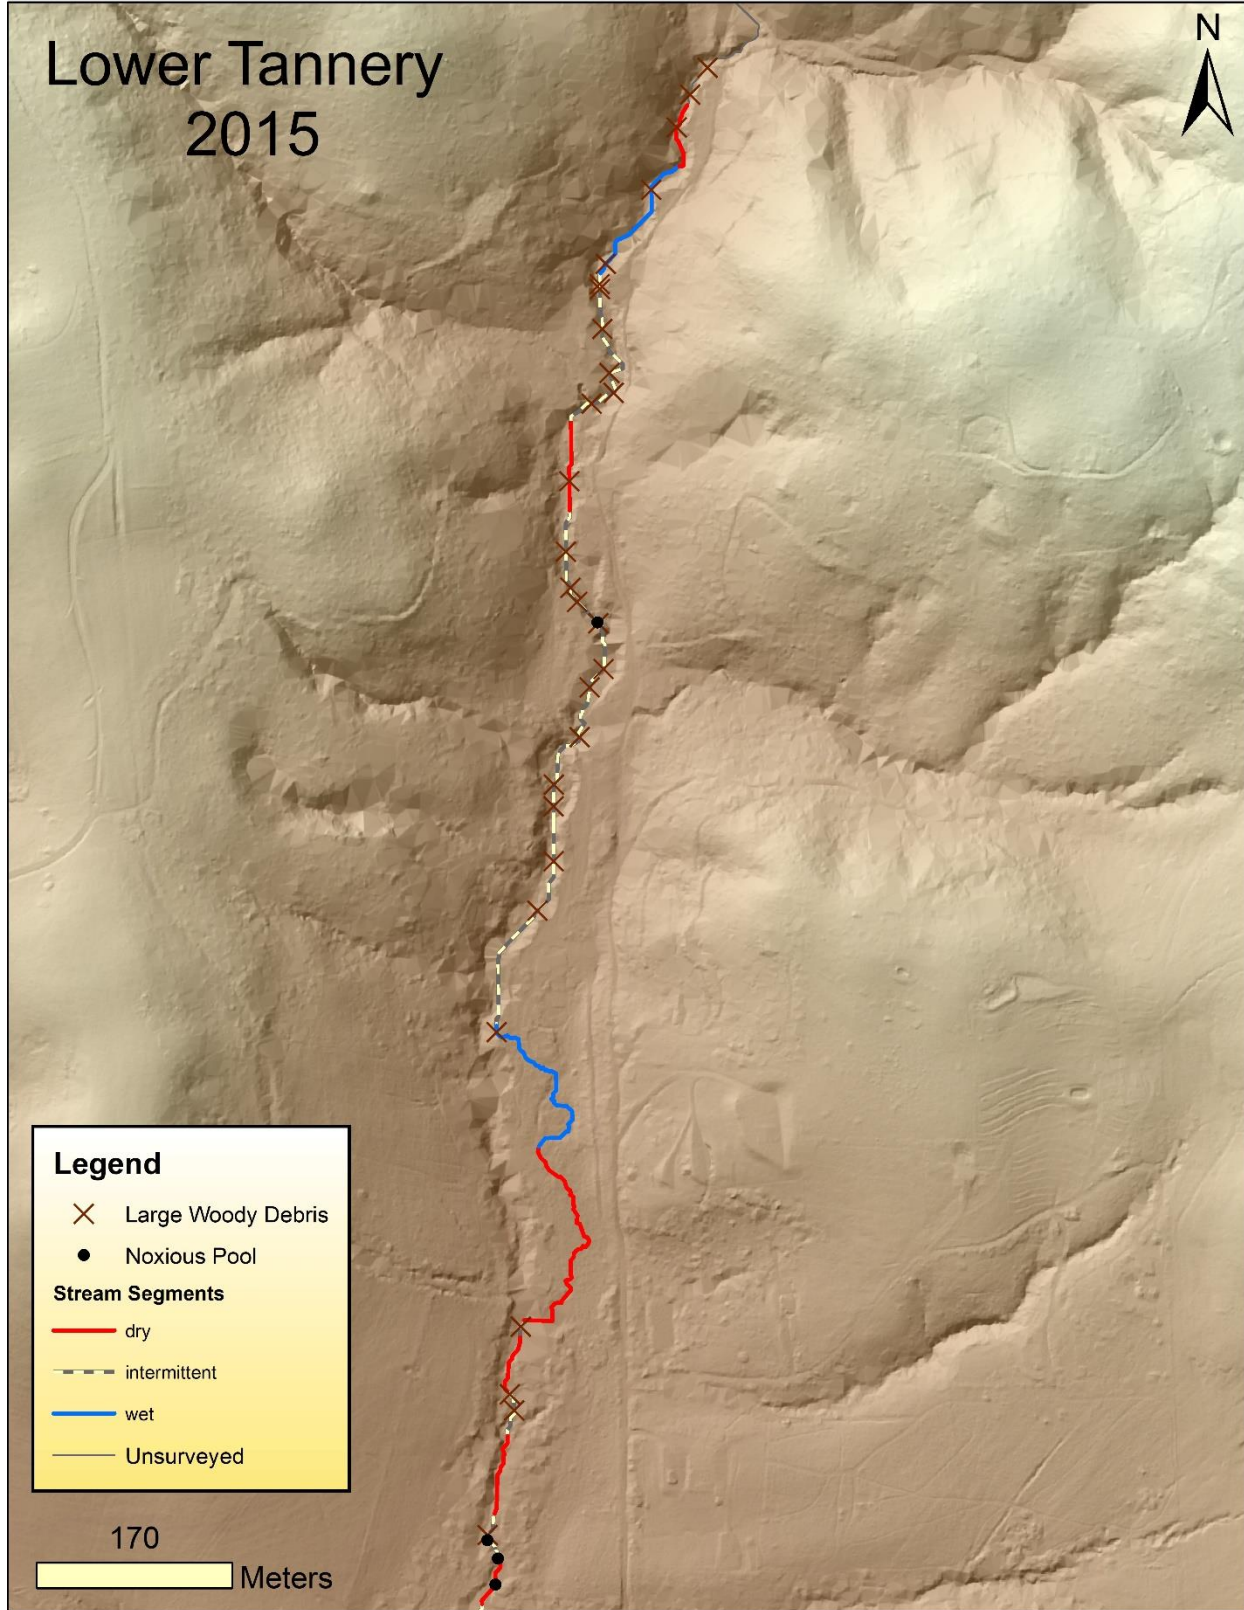 Lower Tannery
2015
N
Legend
Large Woody Debris
Noxious Pool
Stream Segments
dry
intermittent
wet
Unsurveyed
170
Meters